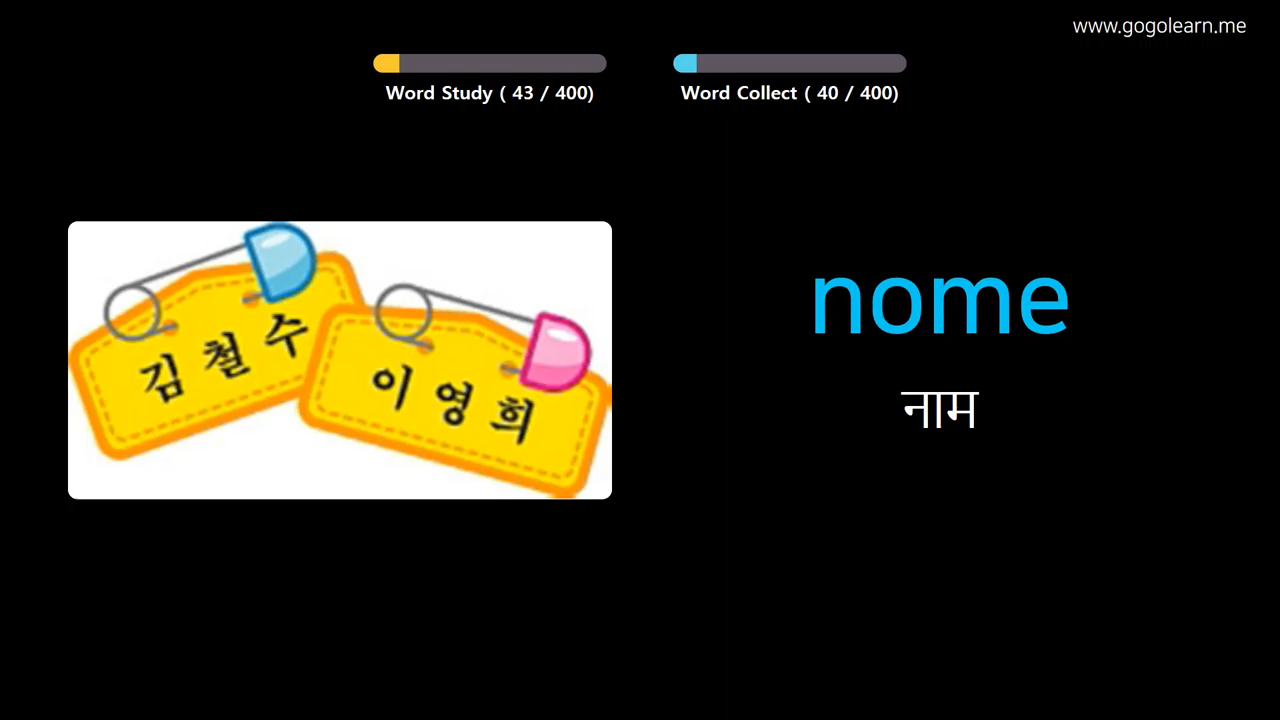 www.gogolearn.me
Word Study ( 43 / 400)
Word Collect ( 40 / 400)
김철수
이영희
nome
नाम